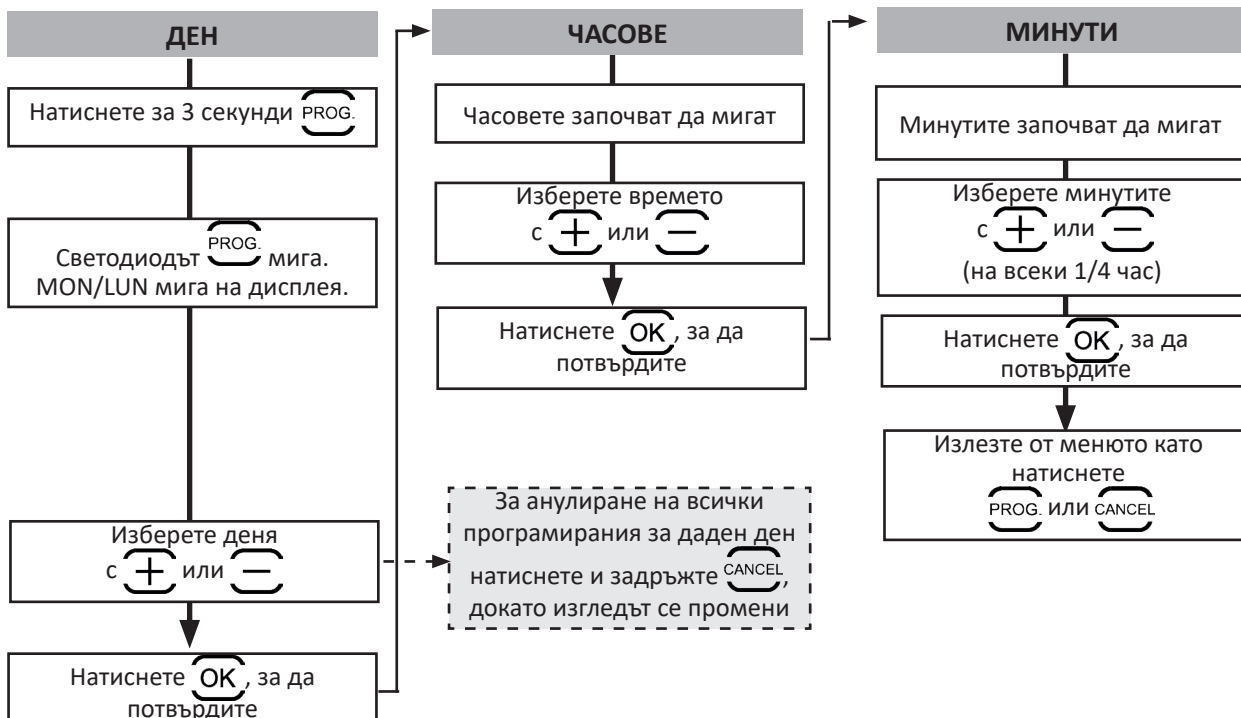 ДЕН
Натиснете за 3 секунди PROG.
Светодиодът PROG. мига.
MON/LUN мига на дисплея.
Изберете деня
с + или −
Натиснете OK, за да
потвърдите
ЧАСОВЕ
Часовете започват да мигат
Изберете времето
с + или −
Натиснете OK, за да
потвърдите
За анулиране на всички
програмирания за даден ден
натиснете и задръжте CANCEL,
докато изгледът се промени
МИНУТИ
Минутите започват да мигат
Изберете минутите
с + или −
(на всеки 1/4 час)
Натиснете OK, за да
потвърдите
Излезте от менюто като
натиснете
PROG. или CANCEL